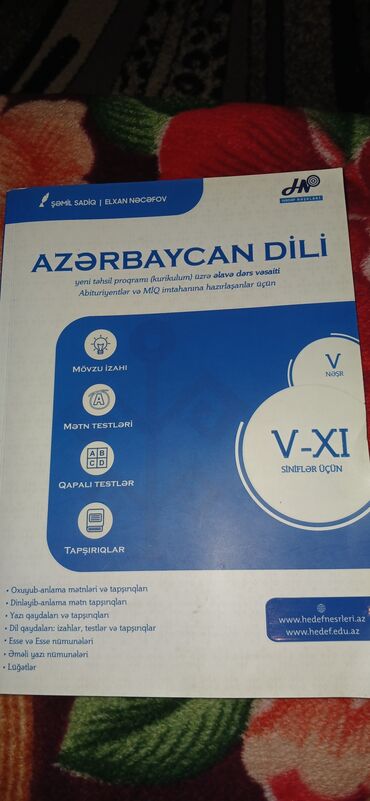 ŞƏMİL SADİQ | ELXAN NƏCƏFOV
HƏDƏF NƏŞRLƏRİ
AZƏRBAYCAN DİLİ
yeni təhsil proqramı (kurikulum) üzrə əlavə dərs vəsaiti
Abituriyentlər və MİQ imtahanına hazırlaşanlar üçün
MÖVZU İZAHI
MƏTN TESTLƏRİ
A B
C D
QAPALI TESTLƏR
TAPŞIRIQLAR
V
NƏŞR
V-XI
SİNİFLƏR ÜÇÜN
• Oxuyub-anlama mətnləri və tapşırıqları
• Dinləyib-anlama mətn tapşırıqları
• Yazı qaydaları və tapşırıqları
• Dil qaydaları: izahlar, testlər və tapşırıqlar
• Esse və Esse nümunələri
• Əməli yazı nümunələri
• Lüğətlər
www.hedefnesrleri.az
www.hedef.edu.az